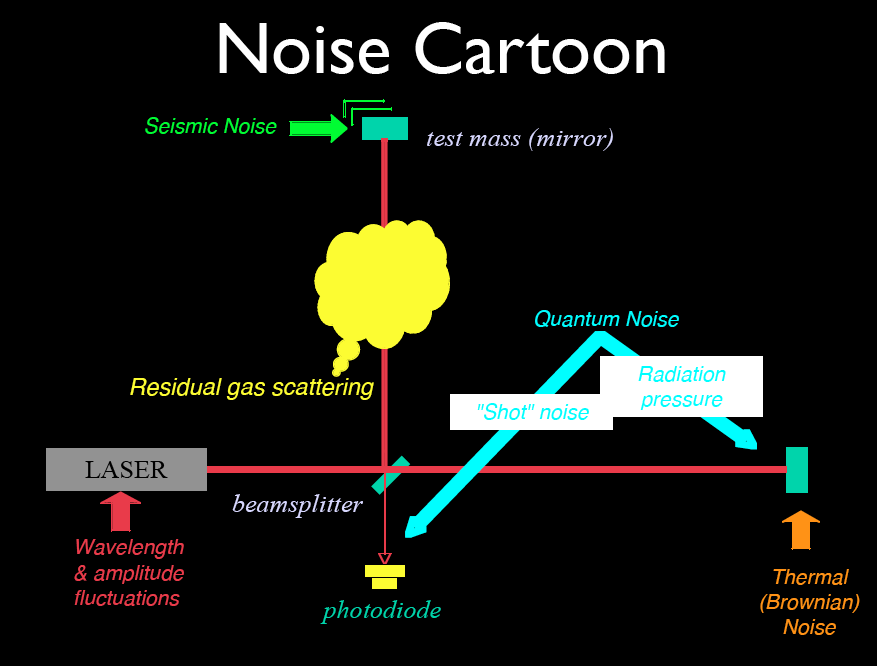 Noise Cartoon
Seismic Noise
test mass (mirror)
Quantum Noise
Radiation
pressure
Residual gas scattering
"Shot" noise
LASER
beamsplitter
Wavelength
& amplitude
fluctuations
photodiode
Thermal
(Brownian)
Noise